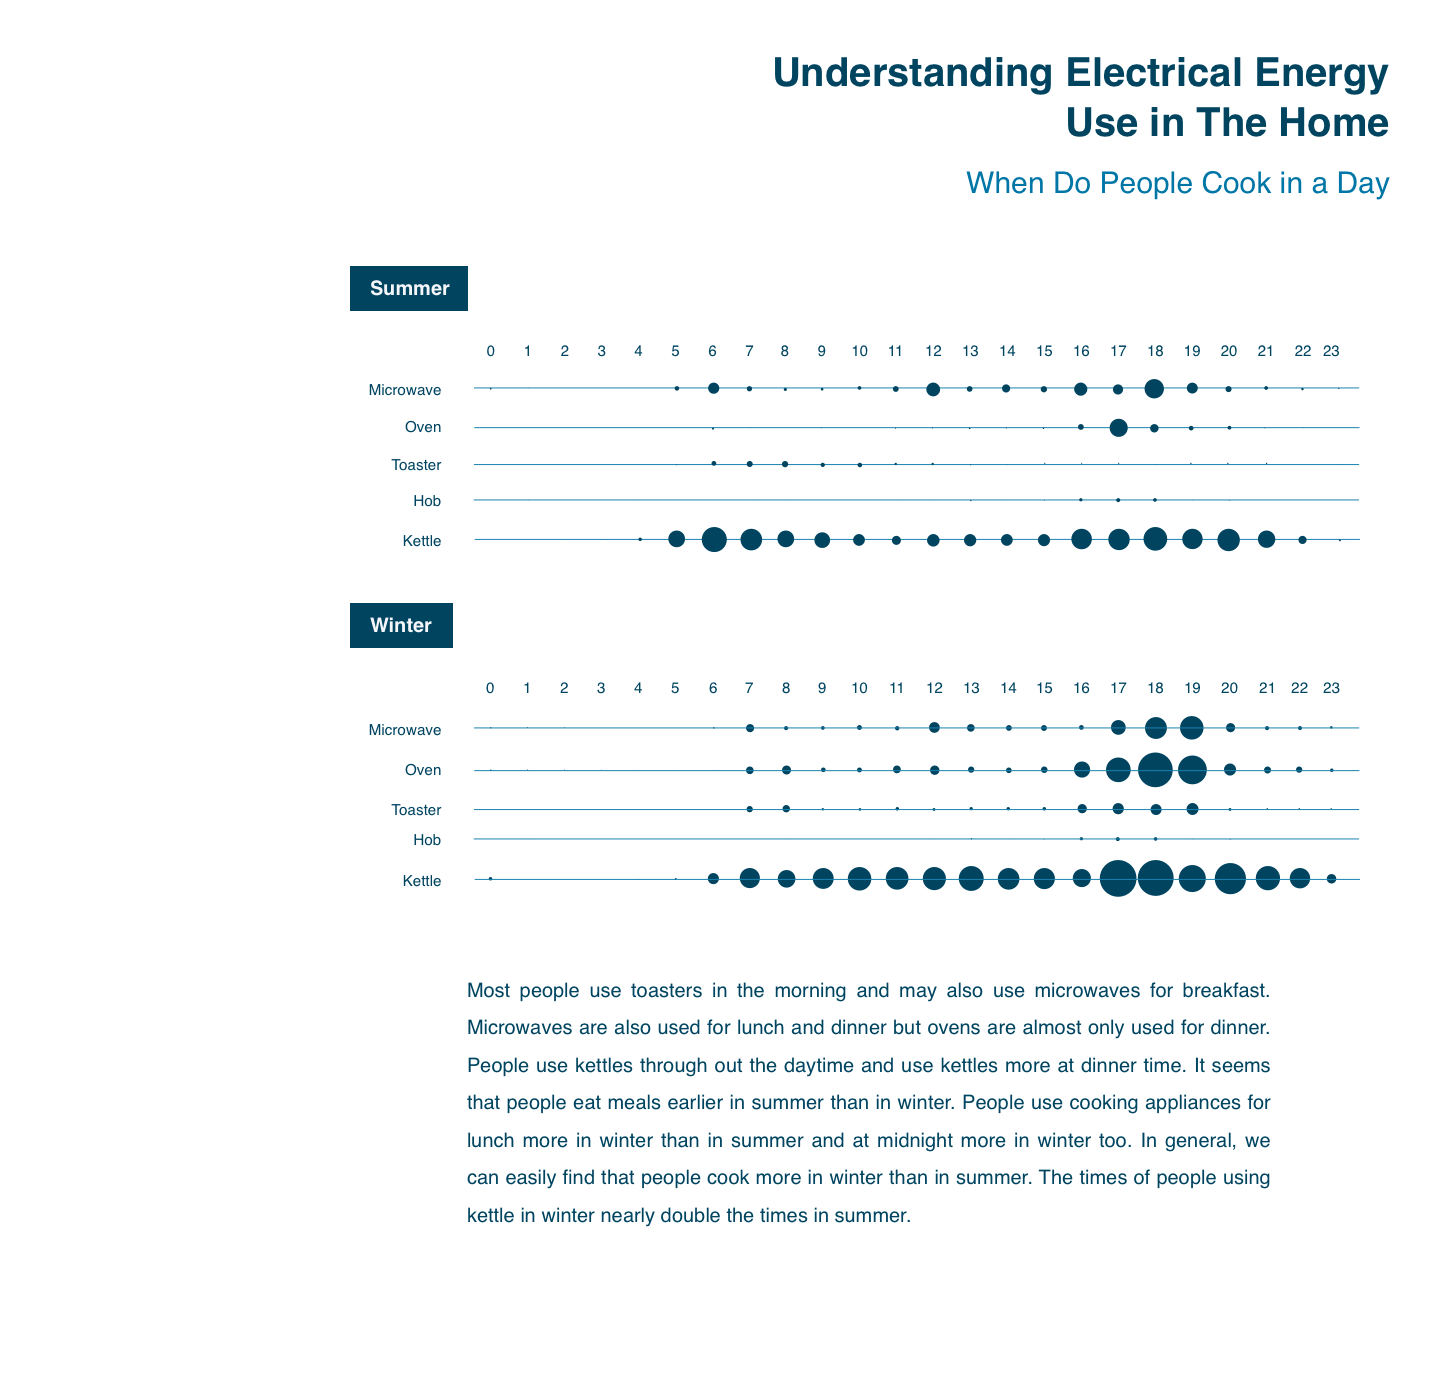 Understanding Electrical Energy
Use in The Home
When Do People Cook in a Day
Summer
0 1 2 3 4 5 6 7 8 9 10 11 12 13 14 15 16 17 18 19 20 21 22 23
Microwave
Oven
Toaster
Hob
Kettle
Winter
0 1 2 3 4 5 6 7 8 9 10 11 12 13 14 15 16 17 18 19 20 21 22 23
Microwave
Oven
Toaster
Hob
Kettle
Most people use toasters in the morning and may also use microwaves for breakfast.
Microwaves are also used for lunch and dinner but ovens are almost only used for dinner.
People use kettles through out the daytime and use kettles more at dinner time. It seems
that people eat meals earlier in summer than in winter. People use cooking appliances for
lunch more in winter than in summer and at midnight more in winter too. In general, we
can easily find that people cook more in winter than in summer. The times of people using
kettle in winter nearly double the times in summer.